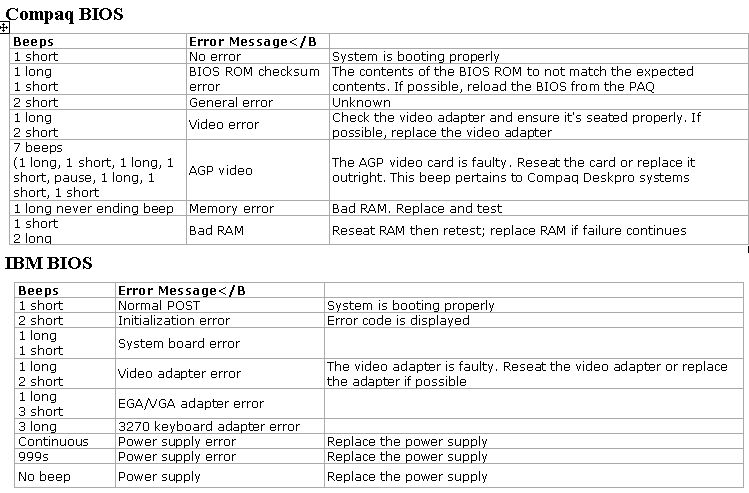 Compaq BIOS
Beeps Error Message</B
1 short No error System is booting properly
1 long BIOS ROM checksum The contents of the BIOS ROM to not match the expected
1 short error contents. If possible, reload the BIOS from the PAQ
2 short General error Unknown
1 long Video error Check the video adapter and ensure it's seated properly. If
2 short possible, replace the video adapter
7 beeps
(1 long, 1 short, 1 long, 1
short, pause, 1 long, 1
short, 1 short
AGP video
The AGP video card is faulty. Reseat the card or replace it
outright. This beep pertains to Compaq Deskpro systems
1 long never ending beep Memory error Bad RAM. Replace and test
1 short
2 long
Bad RAM Reseat RAM then retest; replace RAM if failure continues
IBM BIOS
Beeps Error Message</B
1 short Normal POST System is booting properly
2 short Initialization error Error code is displayed
1 long
1 short
System board error
1 long
2 short
Video adapter error
The video adapter is faulty. Reseat the video adapter or replace
the adapter if possible
1 long
3 short
EGA/VGA adapter error
3 long 3270 keyboard adapter error
Continuous Power supply error Replace the power supply
999s Power supply error Replace the power supply
No beep Power supply Replace the power supply